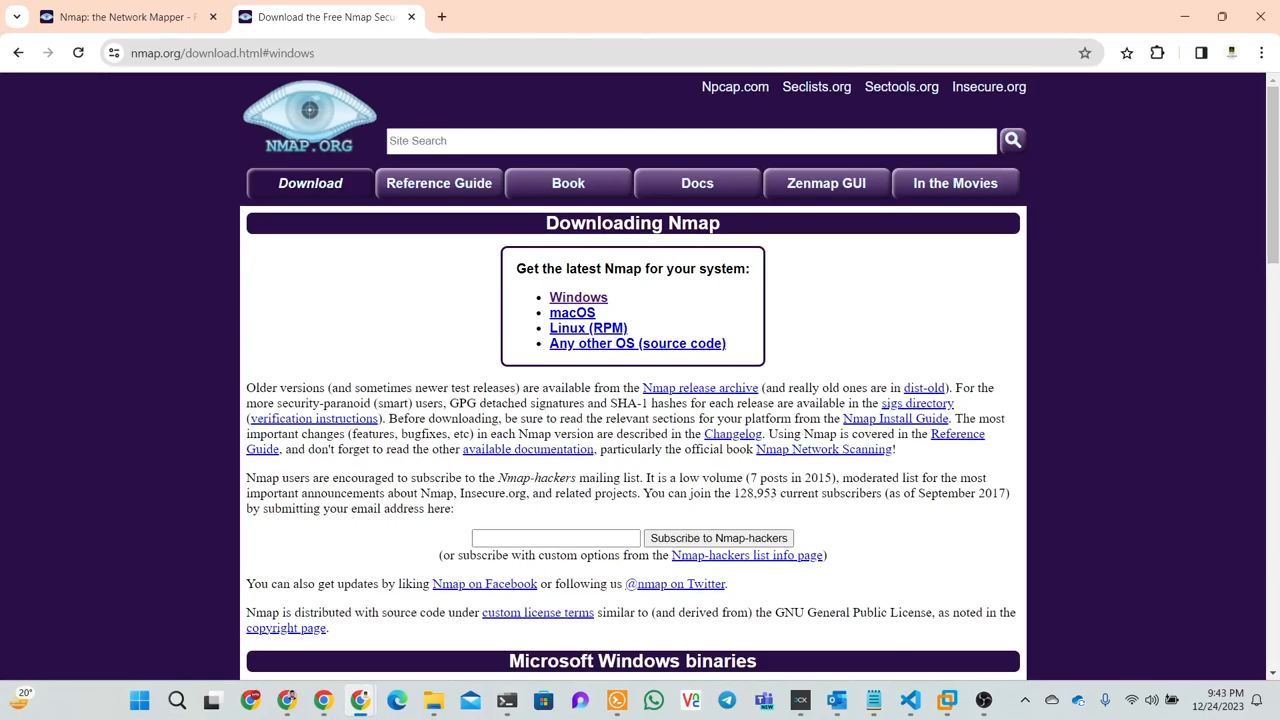 Nmap: the Network Mapper - F
Download the Free Nmap Secu
nmap.org/download.html#windows
NMAP.ORG
Npcap.com Seclists.org Sectools.org Insecure.org
Site Search
Download Reference Guide Book Docs Zenmap GUI In the Movies
Downloading Nmap
Get the latest Nmap for your system:
• Windows
• macOS
• Linux (RPM)
• Any other OS (source code)
Older versions (and sometimes newer test releases) are available from the Nmap release archive (and really old ones are in dist-old). For the
more security-paranoid (smart) users, GPG detached signatures and SHA-1 hashes for each release are available in the sigs directory
(verification instructions). Before downloading, be sure to read the relevant sections for your platform from the Nmap Install Guide. The most
important changes (features, bugfixes, etc) in each Nmap version are described in the Changelog. Using Nmap is covered in the Reference
Guide, and don't forget to read the other available documentation, particularly the official book Nmap Network Scanning!
Nmap users are encouraged to subscribe to the Nmap-hackers mailing list. It is a low volume (7 posts in 2015), moderated list for the most
important announcements about Nmap, Insecure.org, and related projects. You can join the 128,953 current subscribers (as of September 2017)
by submitting your email address here:
Subscribe to Nmap-hackers
(or subscribe with custom options from the Nmap-hackers list info page)
You can also get updates by liking Nmap on Facebook or following us @nmap on Twitter.
Nmap is distributed with source code under custom license terms similar to (and derived from) the GNU General Public License, as noted in the
copyright page.
Microsoft Windows binaries
20°
9:43 PM
12/24/2023